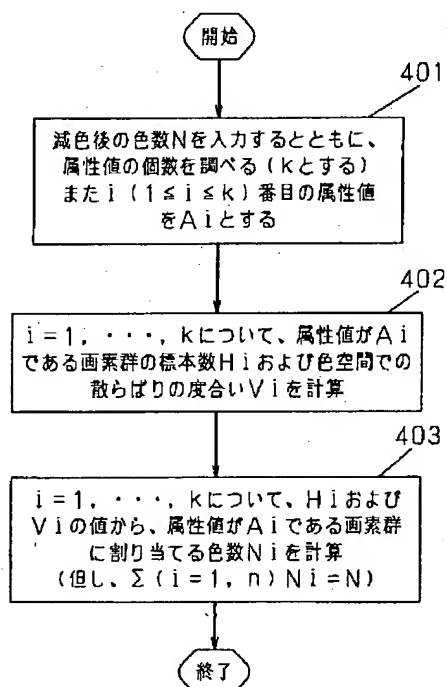 開始
401
減色後の色数Nを入力するとともに、
属性値の個数を調べる(kとする)
またi(1≦i≦k)番目の属性値
をAiとする
402
i=1,・・・,kについて、属性値がAi
である画素群の標本数Hiおよび色空間での
散らばりの度合いViを計算
403
i=1,・・・,kについて、Hiおよび
Viの値から、属性値がAiである画素群
に割り当てる色数Niを計算
(但し、Σ(i=1,n)Ni=N)
終了